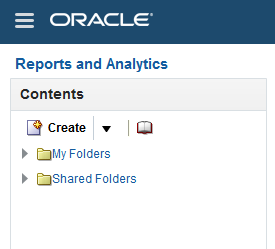 ORACLE
Reports and Analytics
Contents
Create
My Folders
Shared Folders